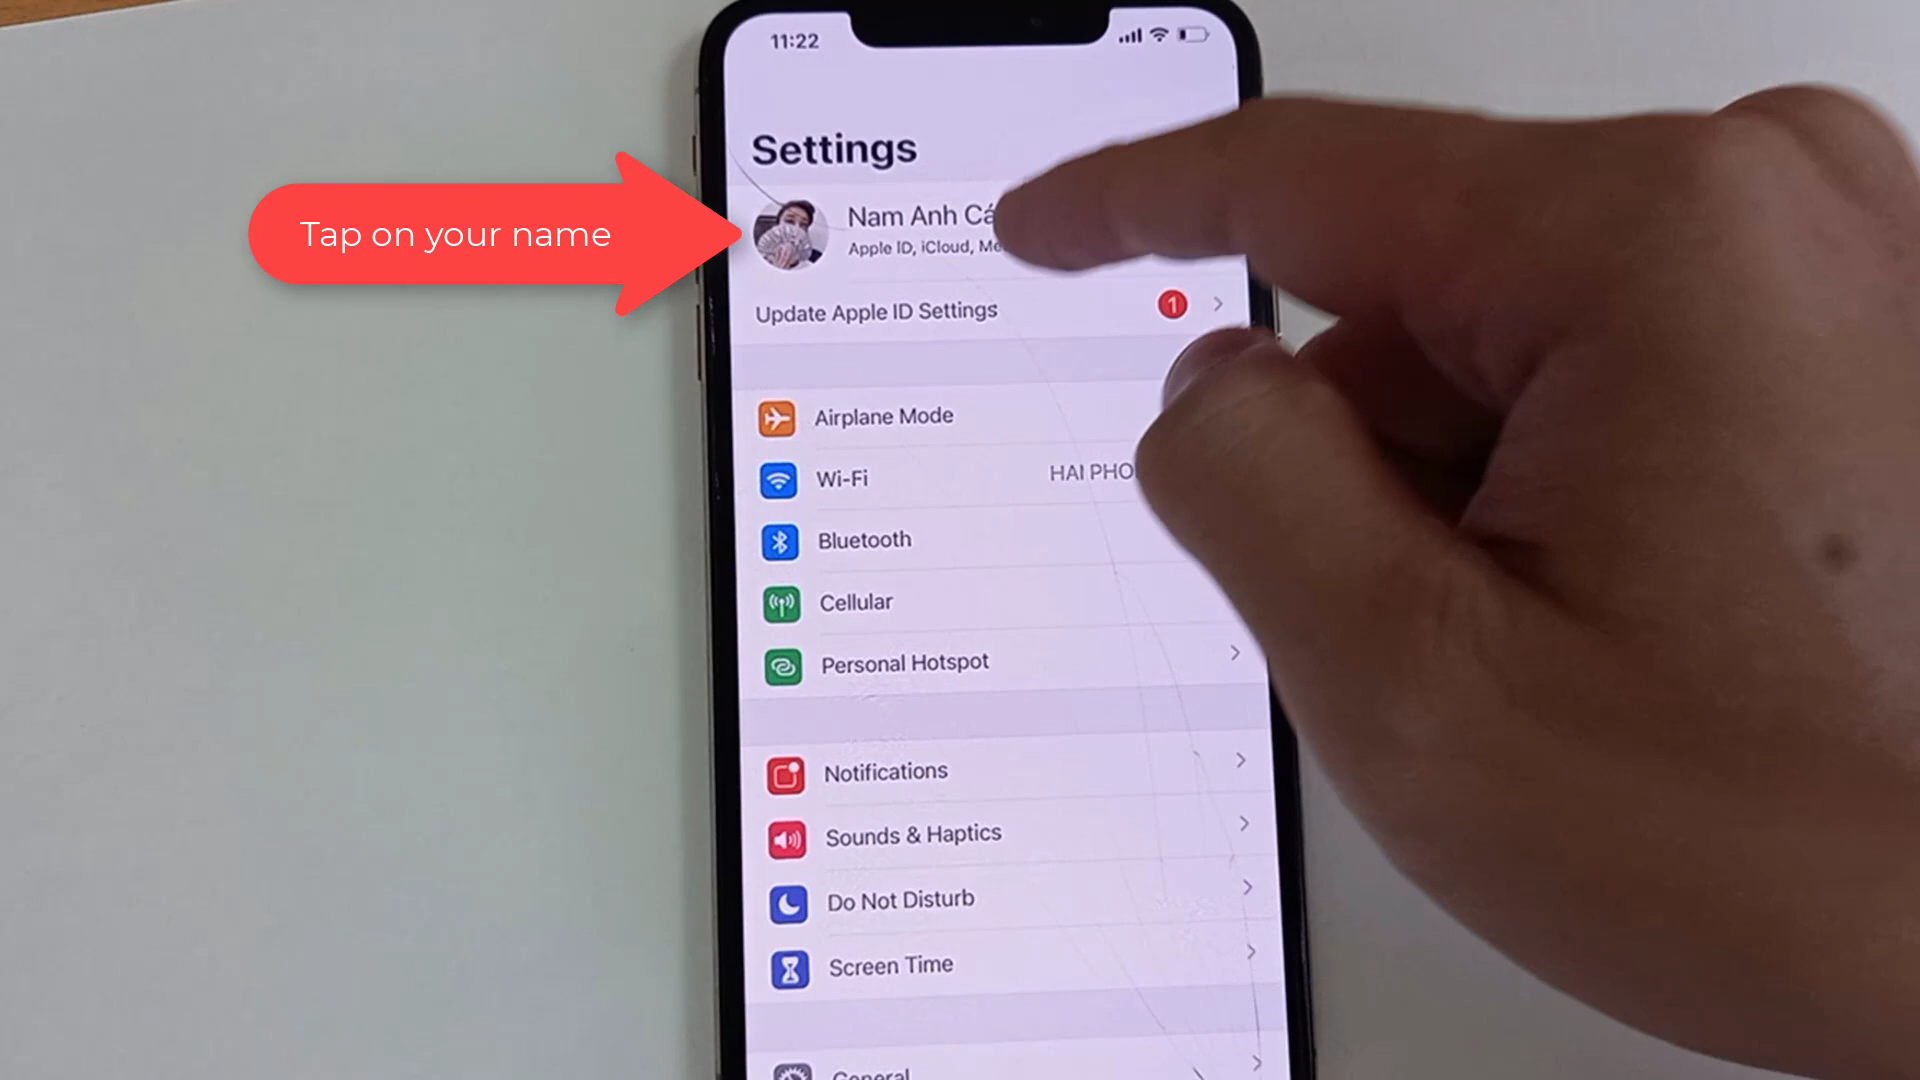 11:22
Settings
Tap on your name
Nam Anh Cá
Apple ID, iCloud, Me
Update Apple ID Settings
1
Airplane Mode
Wi-Fi HAI PHO
Bluetooth
Cellular
Personal Hotspot
Notifications
Sounds & Haptics
Do Not Disturb
Screen Time
General